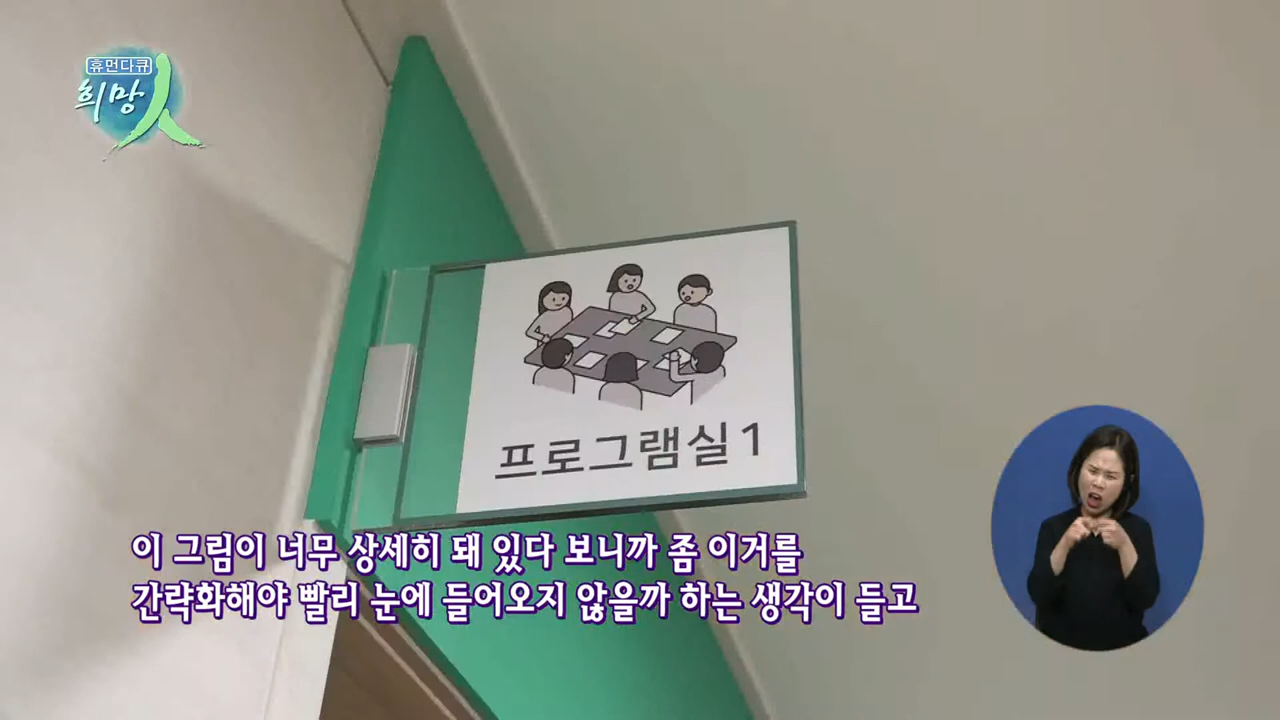 휴먼다큐
희망人
프로그램실1
이 그림이 너무 상세히 돼 있다 보니까 좀 이거를
간략화해야 빨리 눈에 들어오지 않을까 하는 생각이 들고